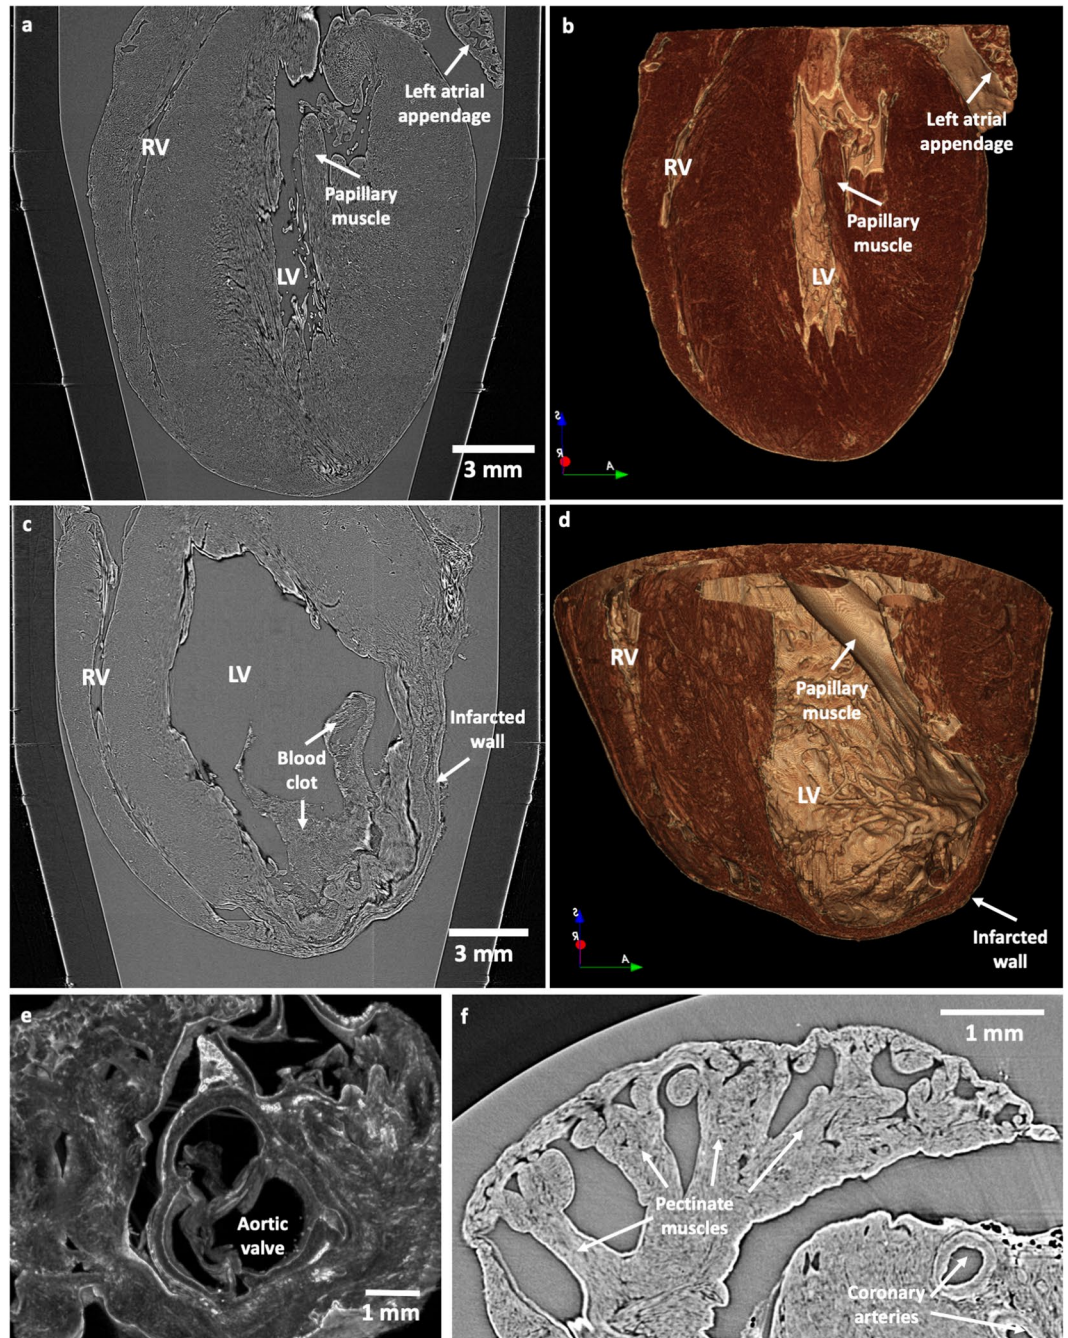 a
Left atrial
appendage
RV
Papillary
muscle
LV
3 mm
b
Left atrial
appendage
RV
Papillary
muscle
LV
S
R
A
c
LV
RV
Infarcted
wall
Blood
clot
3 mm
d
RV
Papillary
muscle
LV
Infarcted
wall
S
R
A
e
Aortic
valve
1 mm
f
1 mm
Pectinate
muscles
Coronary
arteries